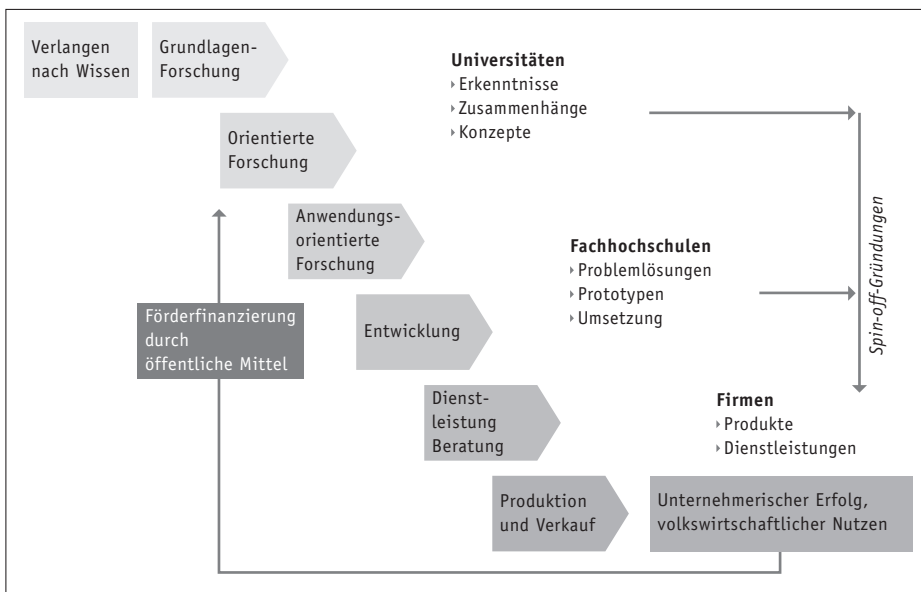 Verlangen
nach Wissen
Grundlagen-
Forschung
Universitäten
▸ Erkenntnisse
▸ Zusammenhänge
▸ Konzepte
Orientierte
Forschung
Anwendungs-
orientierte
Forschung
Fachhochschulen
▸ Problemlösungen
▸ Prototypen
▸ Umsetzung
Spin-off-Gründungen
Förderfinanzierung
durch
öffentliche Mittel
Entwicklung
Dienst-
leistung
Beratung
Firmen
▸ Produkte
▸ Dienstleistungen
Produktion
und Verkauf
Unternehmerischer Erfolg,
volkswirtschaftlicher Nutzen